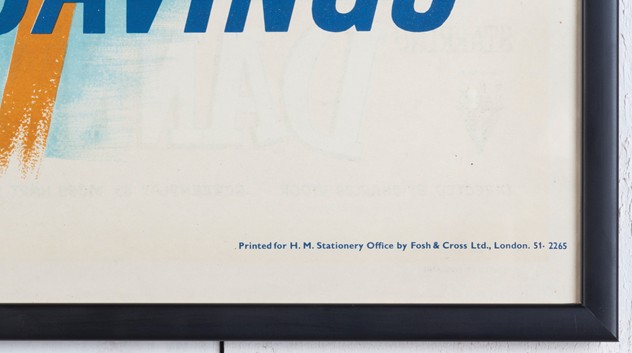 SAVINGS
Printed for H. M. Stationery Office by Fosh & Cross Ltd., London. 51- 2265